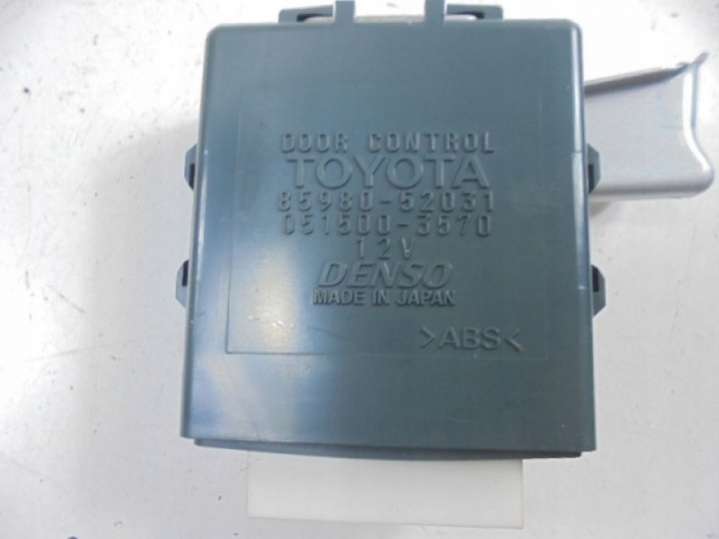 DOOR CONTROL
TOYOTA
85980-52031
051500-3570
12V
DENSO
MADE IN JAPAN
>ABS<